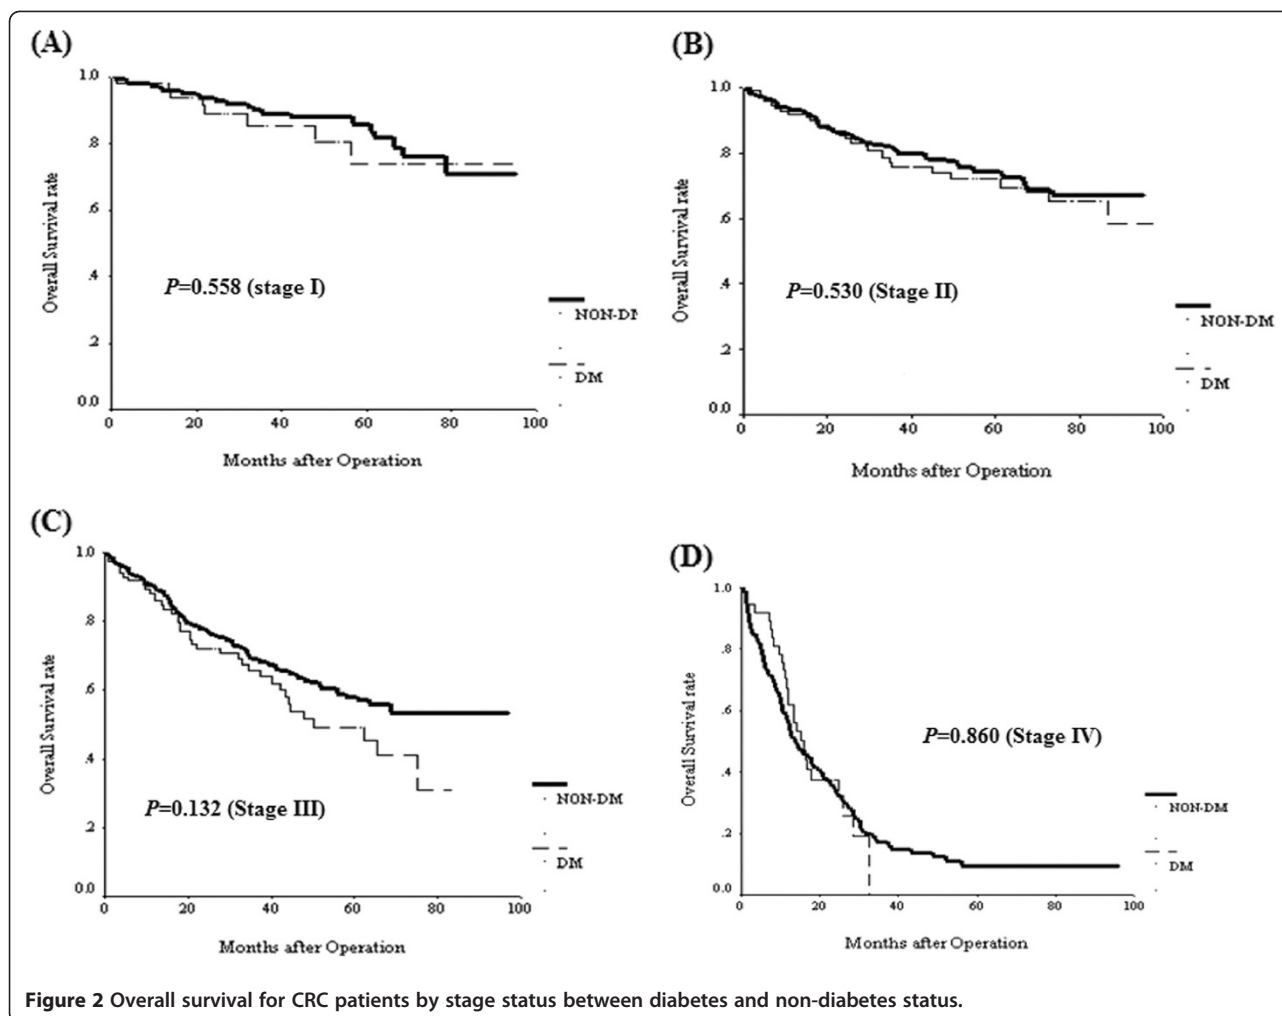 (A)
1.0
.8
.6
.4
.2
0.0
0 20 40 60 80 100
Overall Survival rate
Months after Operation
P=0.558 (stage I)
NON-DM
DM
(B)
1.0
.8
.6
.4
.2
0.0
0 20 40 60 80 100
Overall Survival rate
Months after Operation
P=0.530 (Stage II)
NON-DM
DM
(C)
1.0
.8
.6
.4
.2
0.0
0 20 40 60 80 100
Overall Survival rate
Months after Operation
P=0.132 (Stage III)
NON-DM
DM
(D)
1.0
.8
.6
.4
.2
0.0
0 20 40 60 80 100
Overall Survival rate
Months after Operation
P=0.860 (Stage IV)
NON-DM
DM
Figure 2 Overall survival for CRC patients by stage status between diabetes and non-diabetes status.